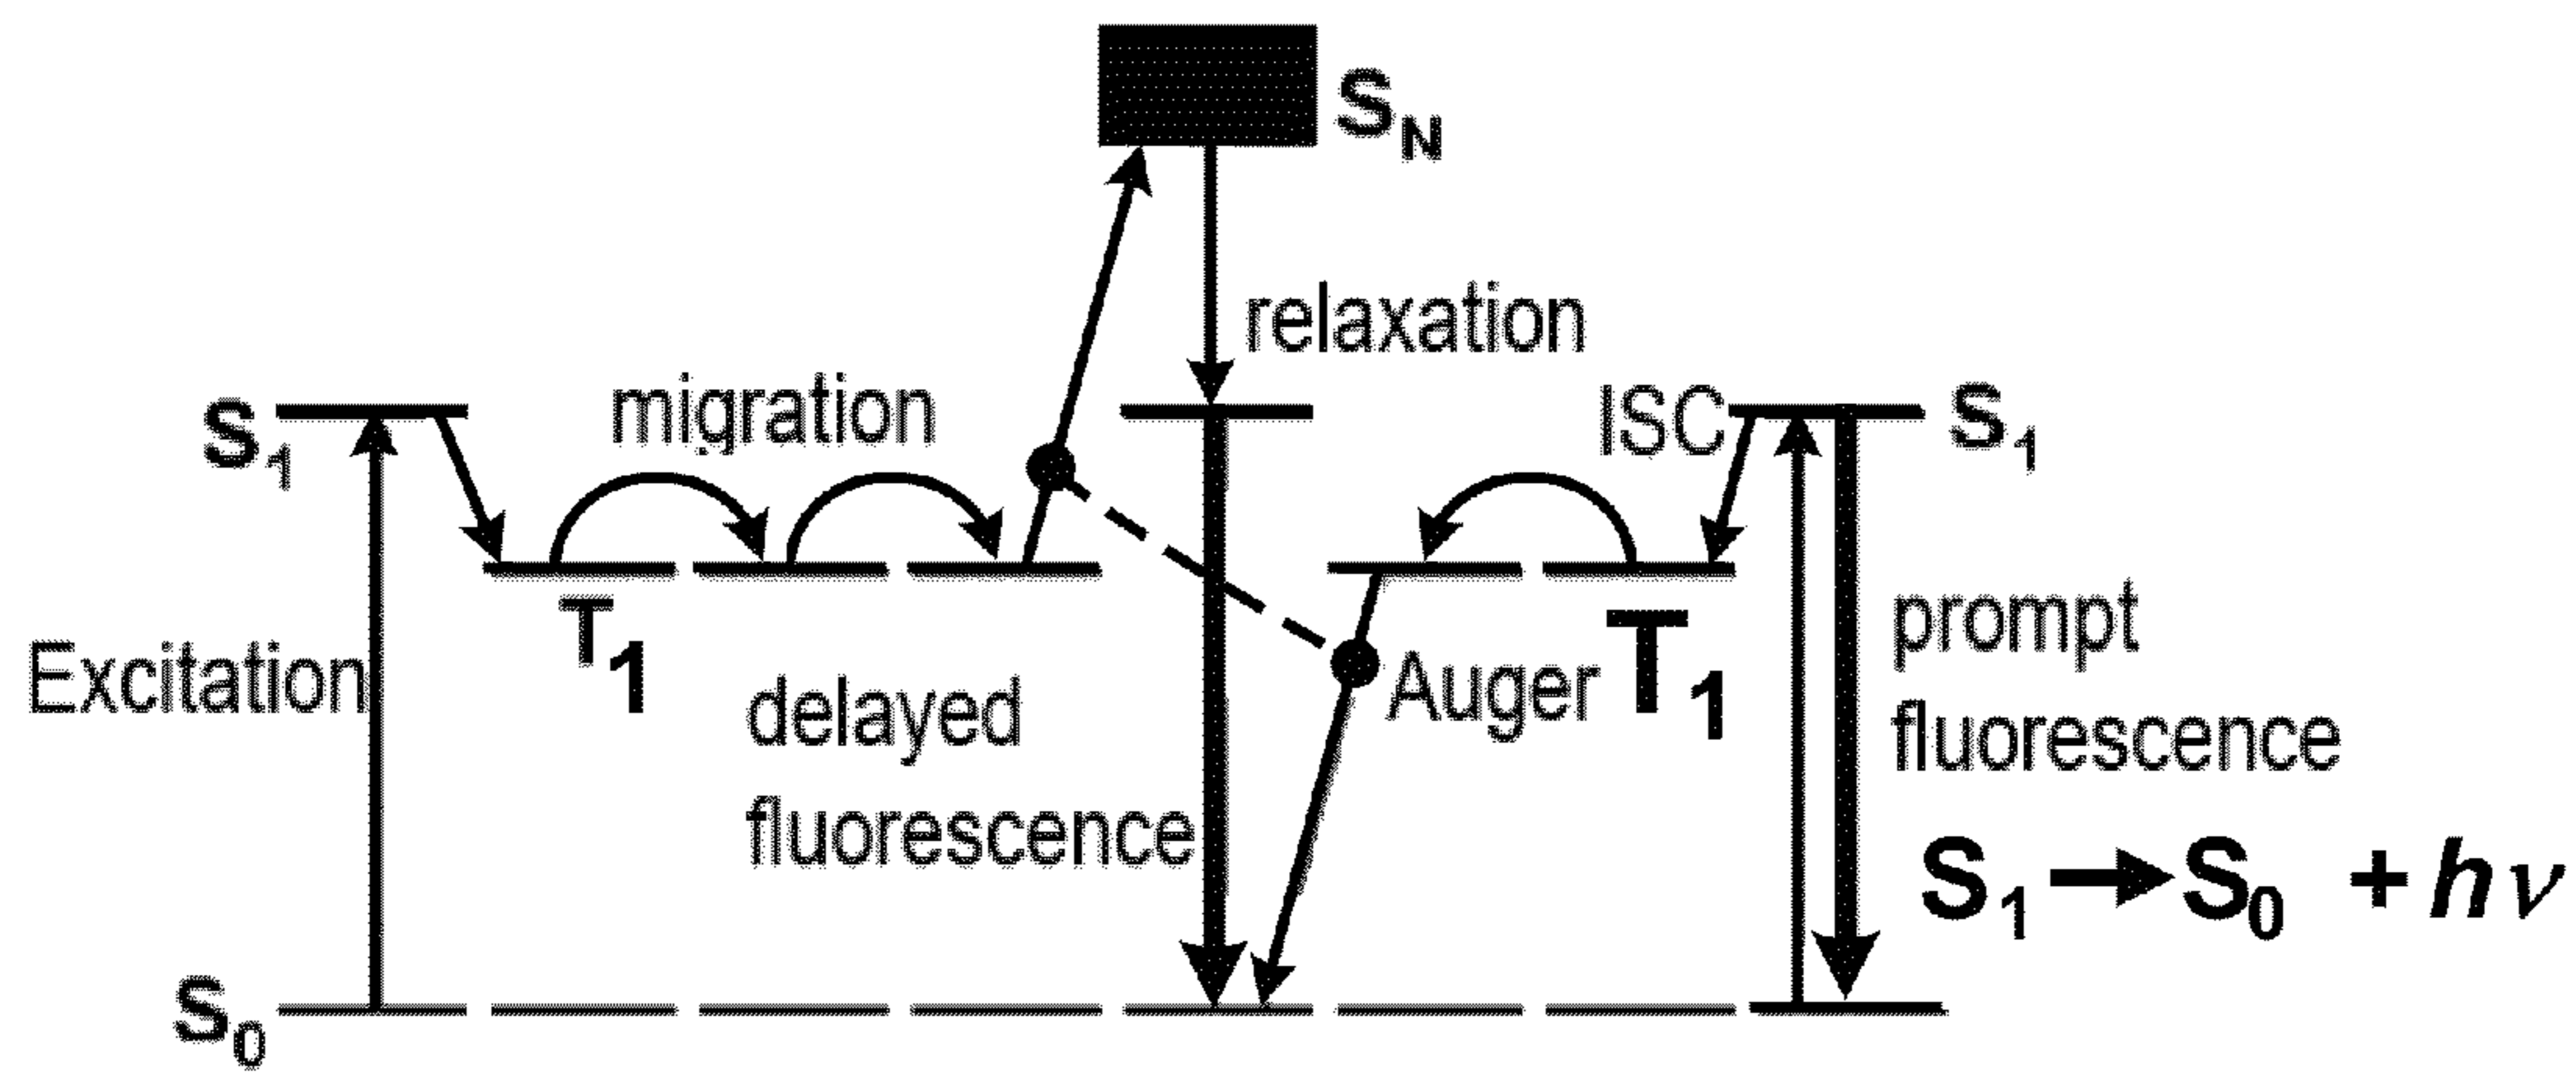 S_N
relaxation
migration
ISC
S_1
S_1
T_1
T_1
Excitation
delayed
fluorescence
Auger
prompt
fluorescence
S_1 → S_0 + hν
S_0